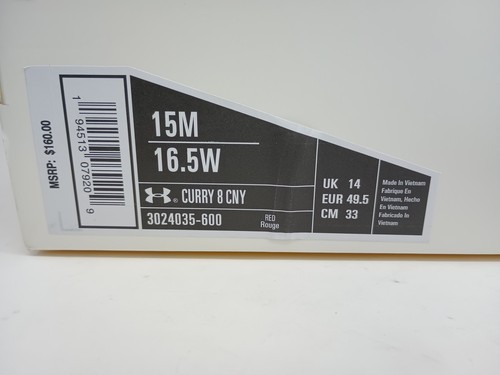 MSRP: $160.00
1 94513 07920 9
15M
16.5W
® CURRY 8 CNY
3024035-600
RED
Rouge
UK 14
EUR 49.5
CM 33
Made In Vietnam
Fabrique En
Vietnam, Hecho
En Vietnam
Fabricado In
Vietnam